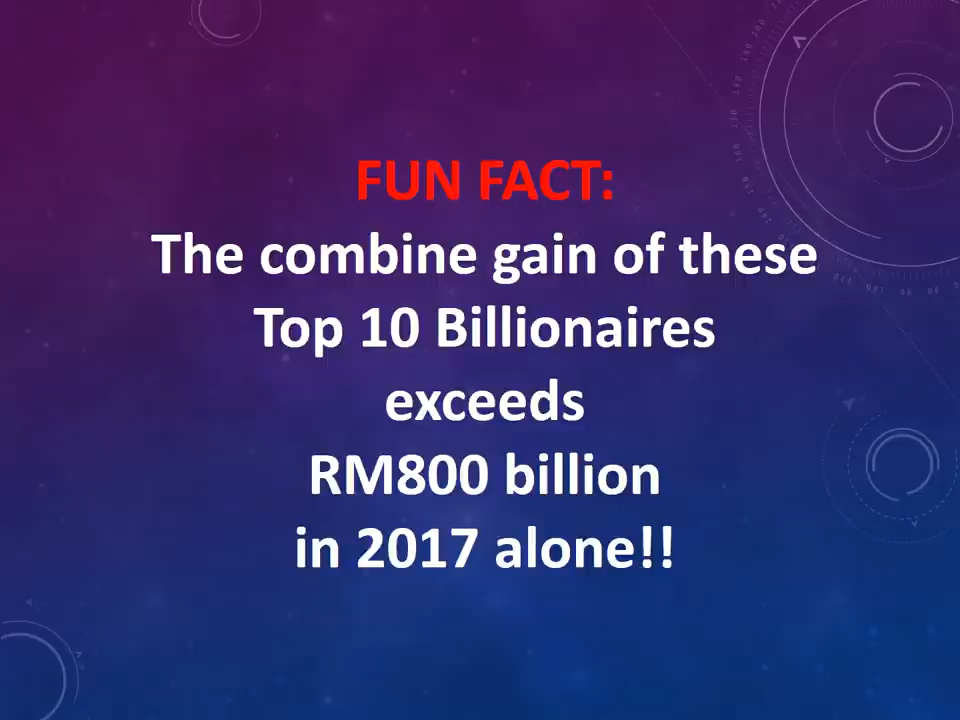 FUN FACT:
The combine gain of these
Top 10 Billionaires
exceeds
RM800 billion
in 2017 alone!!